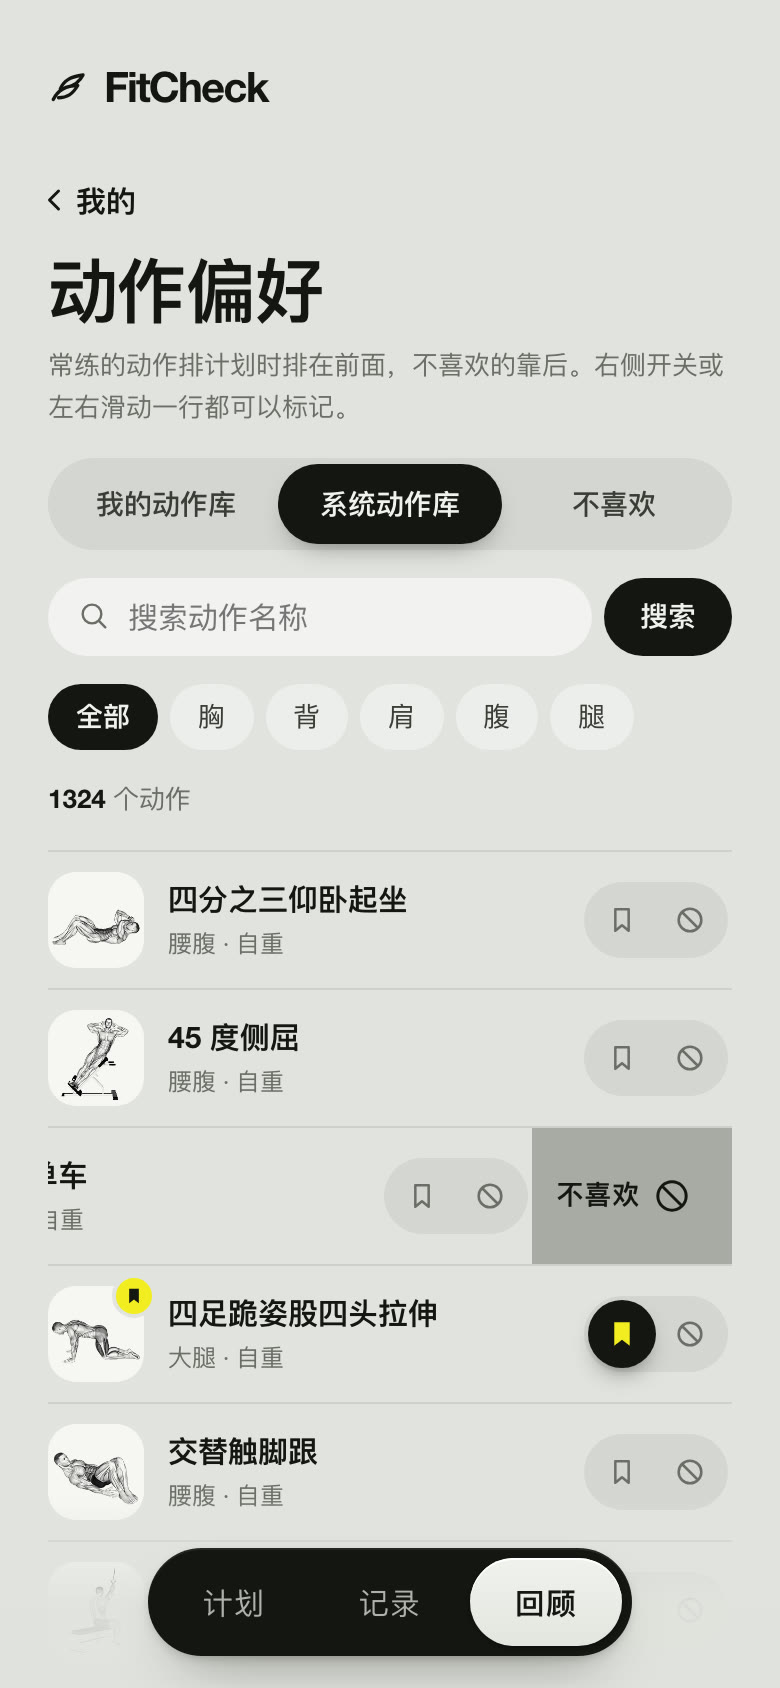 FitCheck
我的
动作偏好
常练的动作排计划时排在前面，不喜欢的靠后。右侧开关或
左右滑动一行都可以标记。
我的动作库 系统动作库 不喜欢
搜索动作名称 搜索
全部 胸 背 肩 腹 腿
1324 个动作
四分之三仰卧起坐
腰腹 · 自重
45 度侧屈
腰腹 · 自重
车
重
不喜欢
四足跪姿股四头拉伸
大腿 · 自重
交替触脚跟
腰腹 · 自重
计划 记录 回顾